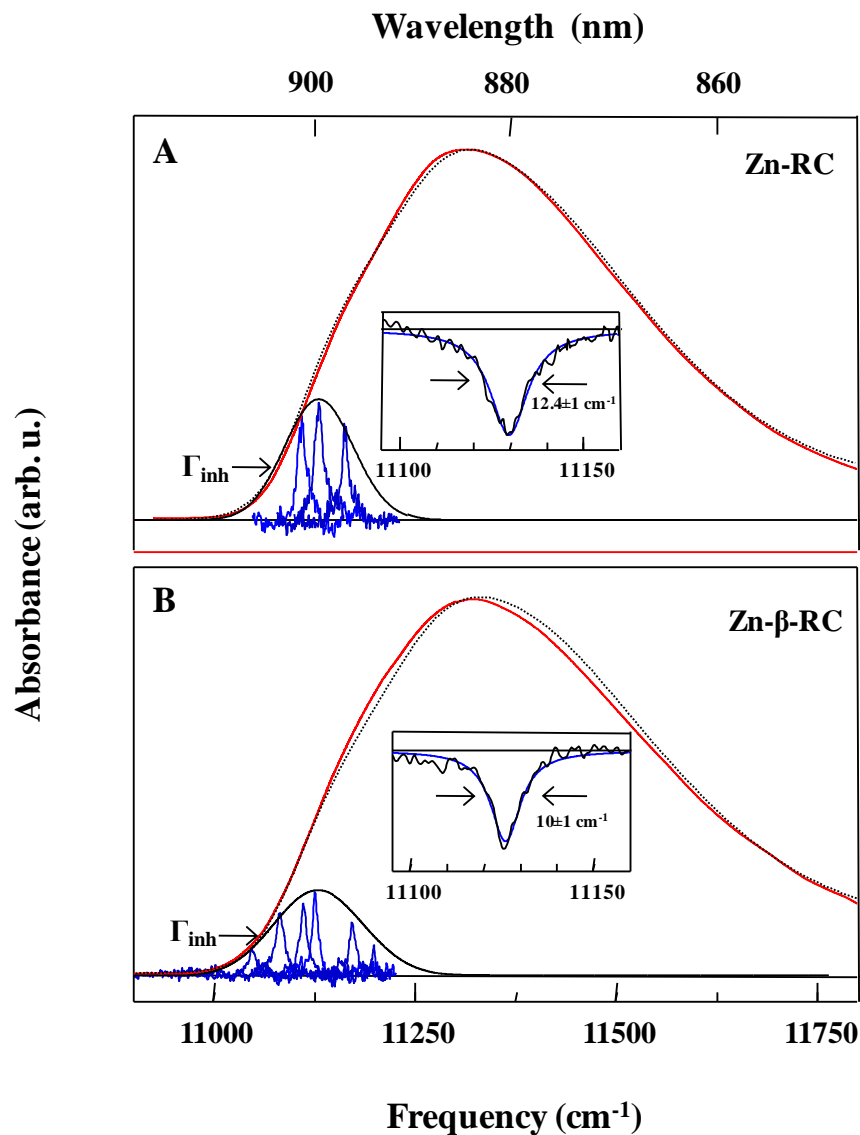 Wavelength (nm)
900 880 860
A
Zn-RC
12.4±1 cm⁻¹
11100 11150
Γinh
Absorbance (arb. u.)
B
Zn-β-RC
10±1 cm⁻¹
11100 11150
Γinh
11000 11250 11500 11750
Frequency (cm⁻¹)